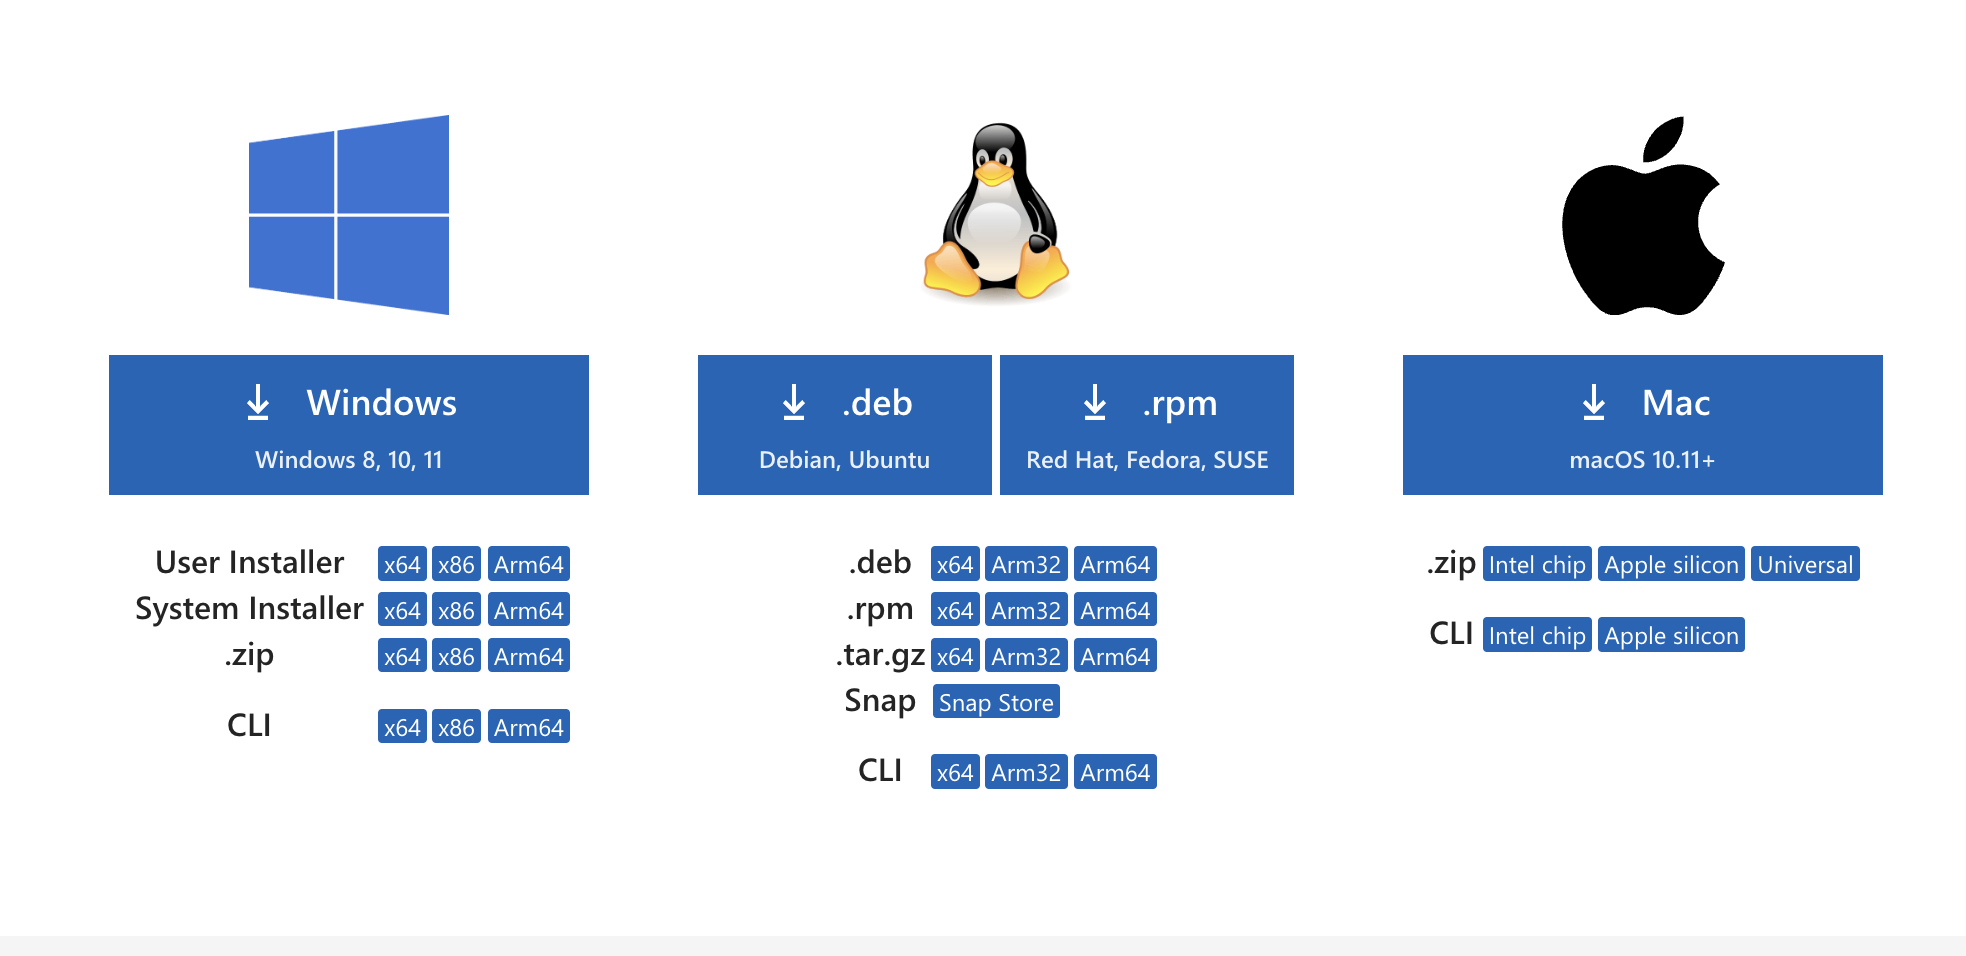 Windows
Windows 8, 10, 11
User Installer x64 x86 Arm64
System Installer x64 x86 Arm64
.zip x64 x86 Arm64
CLI x64 x86 Arm64
.deb
Debian, Ubuntu
.rpm
Red Hat, Fedora, SUSE
.deb x64 Arm32 Arm64
.rpm x64 Arm32 Arm64
.tar.gz x64 Arm32 Arm64
Snap Snap Store
CLI x64 Arm32 Arm64
Mac
macOS 10.11+
.zip Intel chip Apple silicon Universal
CLI Intel chip Apple silicon